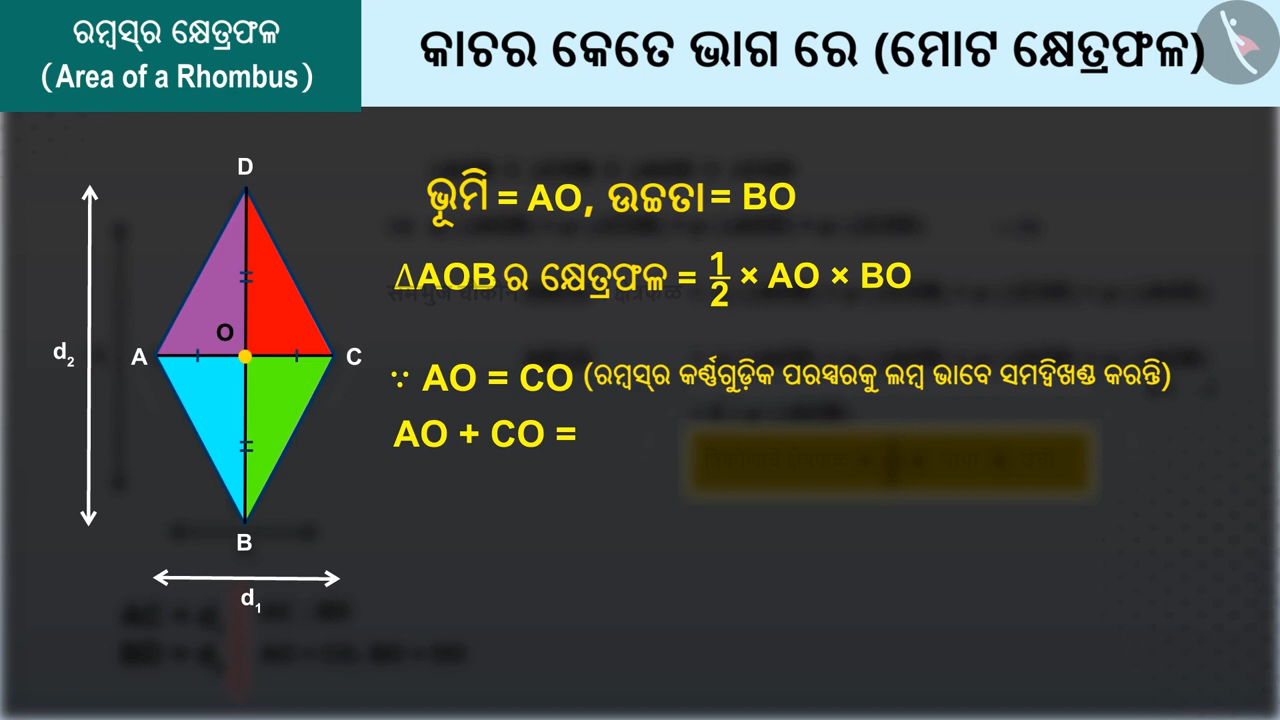 ରମ୍ବସ୍‌ର କ୍ଷେତ୍ରଫଳ
(Area of a Rhombus)
କାଚର କେତେ ଭାଗ ରେ (ମୋଟ କ୍ଷେତ୍ରଫଳ)
D
ଭୂମି = AO, ଉଚ୍ଚତା = BO
ΔAOB ର କ୍ଷେତ୍ରଫଳ = 1/2 × AO × BO
O
d₂
A
C
∵ AO = CO (ରମ୍ବସ୍‌ର କର୍ଣ୍ଣଗୁଡ଼ିକ ପରସ୍ପରକୁ ଲମ୍ବ ଭାବେ ସମଦ୍ୱିଖଣ୍ଡ କରନ୍ତି)
AO + CO =
B
d₁